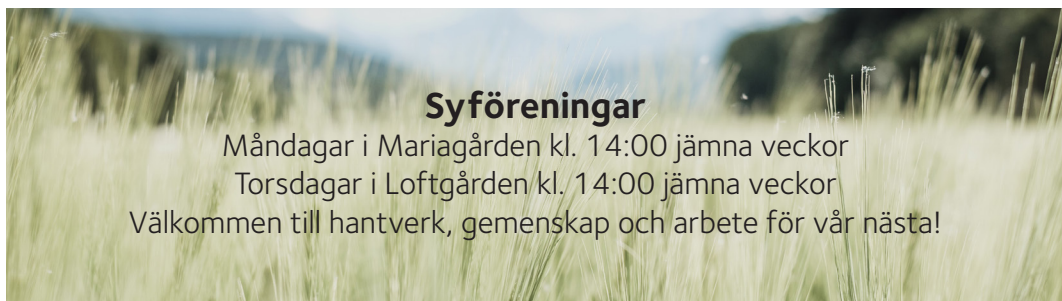 Syföreningar
Måndagar i Mariagården kl. 14:00 jämna veckor
Torsdagar i Loftgården kl. 14:00 jämna veckor
Välkommen till hantverk, gemenskap och arbete för vår nästa!